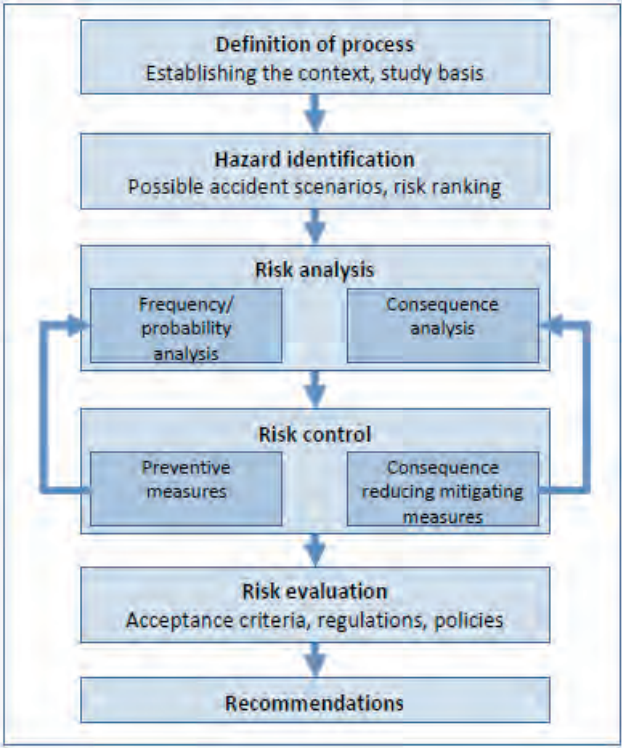 Definition of process
Establishing the context, study basis
Hazard identification
Possible accident scenarios, risk ranking
Risk analysis
Frequency/
probability
analysis
Consequence
analysis
Risk control
Preventive
measures
Consequence
reducing mitigating
measures
Risk evaluation
Acceptance criteria, regulations, policies
Recommendations